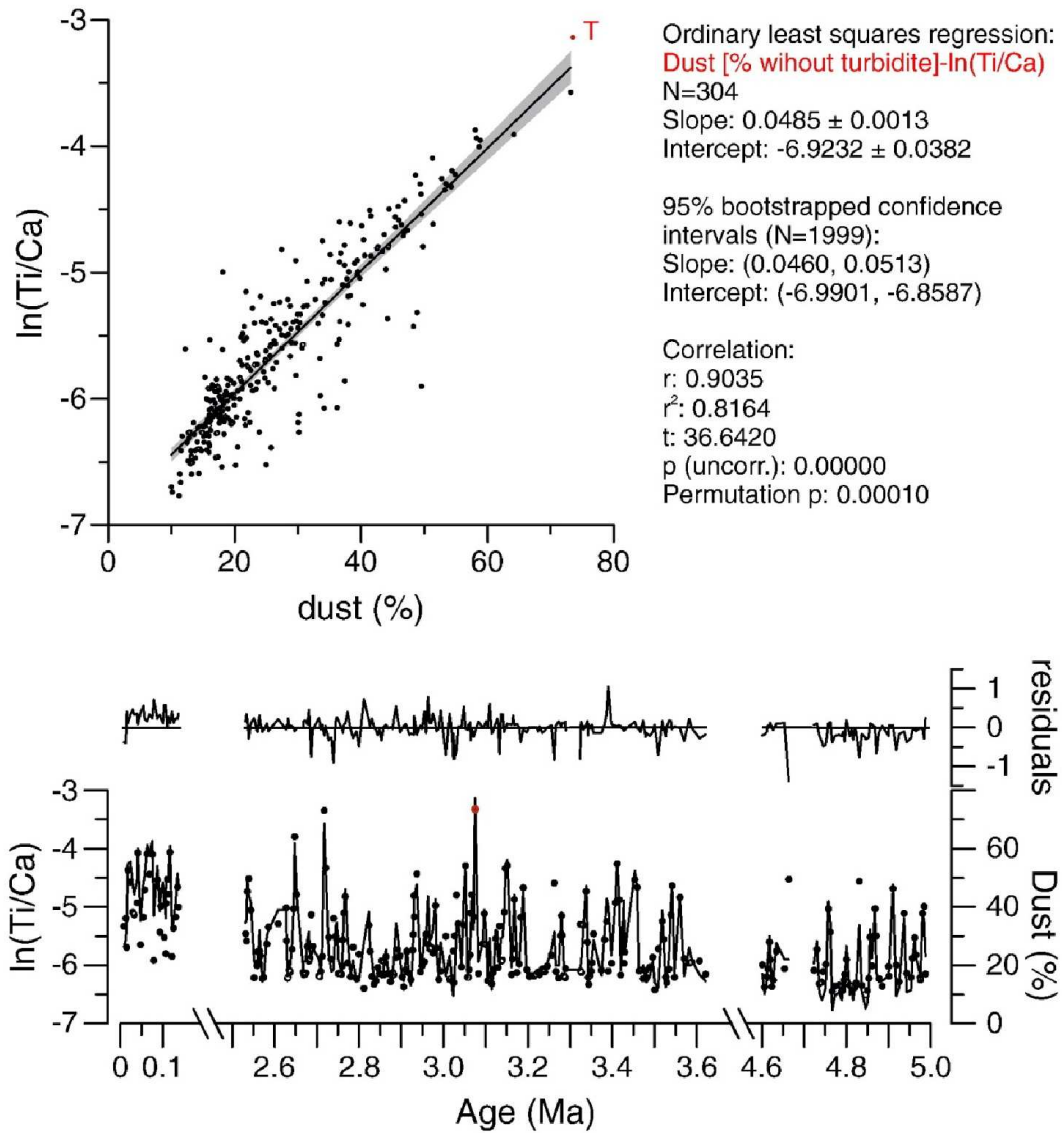 -3
-4
-5
-6
-7
ln(Ti/Ca)
0 20 40 60 80
dust (%)
T
Ordinary least squares regression:
Dust [% wihout turbidite]-ln(Ti/Ca)
N=304
Slope: 0.0485 ± 0.0013
Intercept: -6.9232 ± 0.0382
95% bootstrapped confidence
intervals (N=1999):
Slope: (0.0460, 0.0513)
Intercept: (-6.9901, -6.8587)
Correlation:
r: 0.9035
r²: 0.8164
t: 36.6420
p (uncorr.): 0.00000
Permutation p: 0.00010
1
0
-1
residuals
-3
-4
-5
-6
-7
ln(Ti/Ca)
60
40
20
0
Dust (%)
0 0.1 2.6 2.8 3.0 3.2 3.4 3.6 4.6 4.8 5.0
Age (Ma)